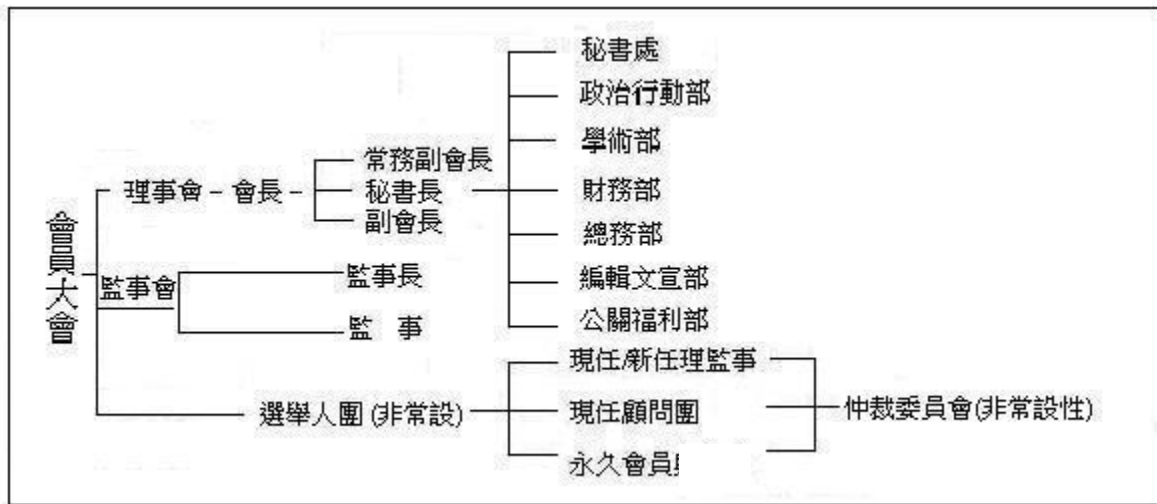 會員大會
理事會 - 會長 -
常務副會長
秘書長
副會長
秘書處
政治行動部
學術部
財務部
總務部
編輯文宣部
公關福利部
監事會
監事長
監 事
選舉人團 (非常設)
現任/新任理監事
現任顧問團
永久會員
仲裁委員會(非常設性)